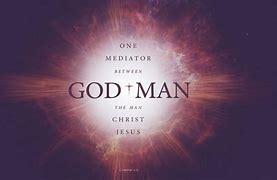 ONE
MEDIATOR
BETWEEN
GOD MAN
THE MAN
CHRIST
JESUS